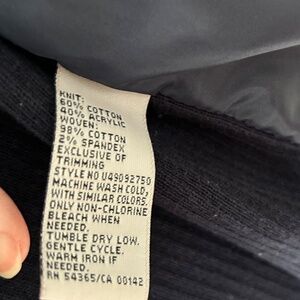 KNIT:
60% COTTON
40% ACRYLIC
WOVEN:
98% COTTON
2% SPANDEX
EXCLUSIVE OF
TRIMMING
STYLE NO U49D92750
MACHINE WASH COLD,
WITH SIMILAR COLORS.
ONLY NON-CHLORINE
BLEACH WHEN
NEEDED.
TUMBLE DRY LOW.
GENTLE CYCLE.
WARM IRON IF
NEEDED.
RN 54365/CA 00142